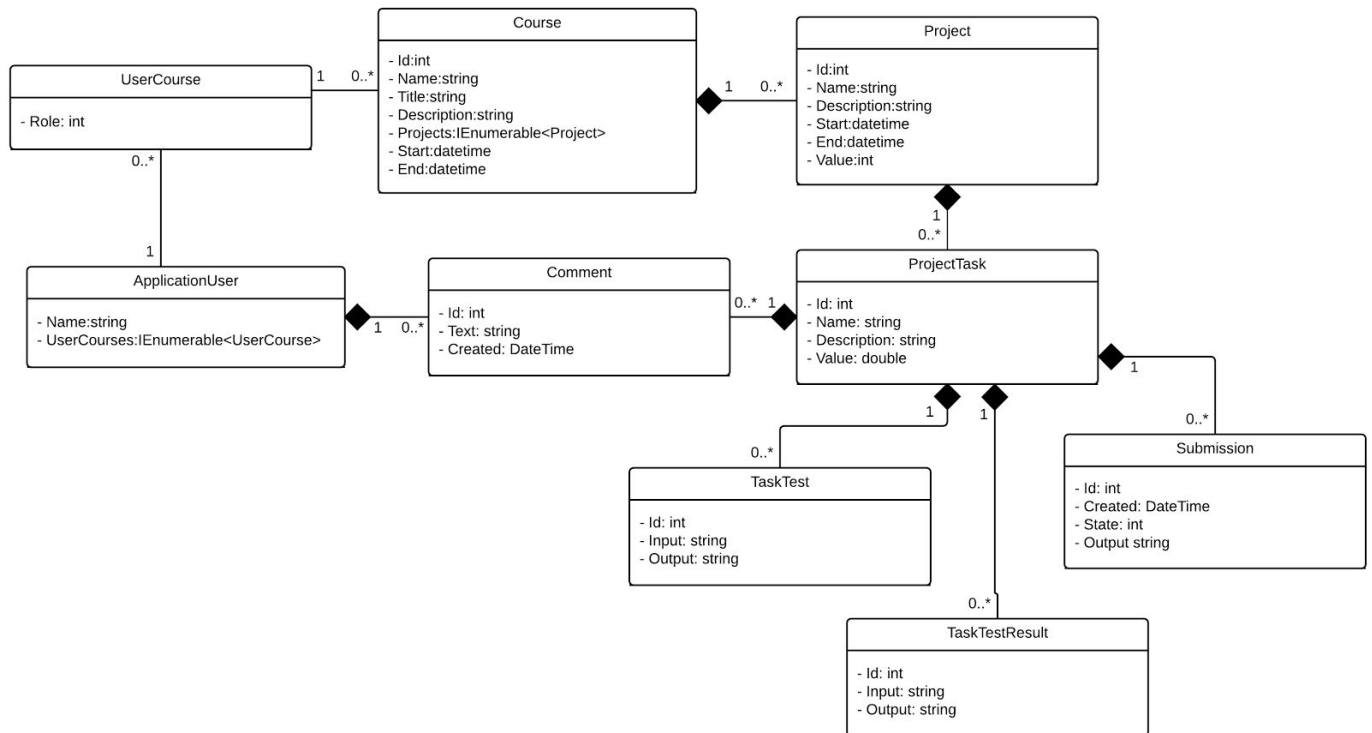 Course
- Id:int
- Name:string
- Title:string
- Description:string
- Projects:IEnumerable<Project>
- Start:datetime
- End:datetime
Project
- Id:int
- Name:string
- Description:string
- Start:datetime
- End:datetime
- Value:int
UserCourse
- Role: int
1
0..*
1
0..*
0..*
1
1
0..*
ApplicationUser
- Name:string
- UserCourses:IEnumerable<UserCourse>
1
0..*
Comment
- Id: int
- Text: string
- Created: DateTime
0..*
1
ProjectTask
- Id: int
- Name: string
- Description: string
- Value: double
1
0..*
1
0..*
1
0..*
TaskTest
- Id: int
- Input: string
- Output: string
Submission
- Id: int
- Created: DateTime
- State: int
- Output string
TaskTestResult
- Id: int
- Input: string
- Output: string